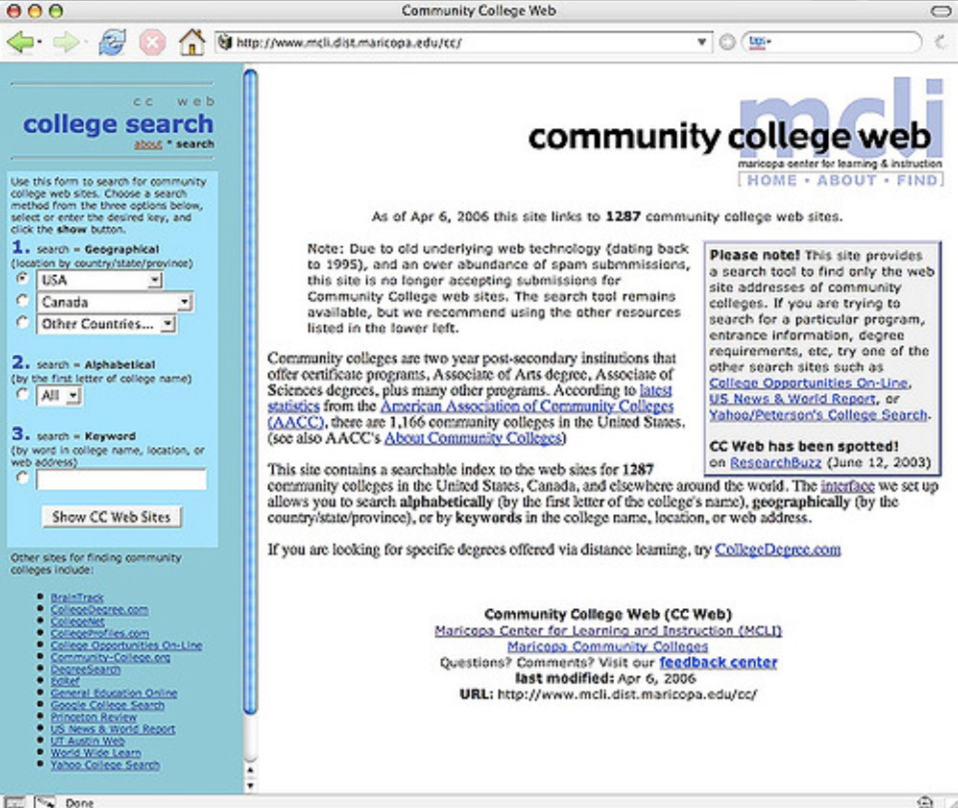 Community College Web
http://www.mcli.dist.maricopa.edu/cc/
cc web
college search
about * search
Use this form to search for community
college web sites. Choose a search
method from the three options below,
select or enter the desired key, and
click the show button.
1. search = Geographical
(location by country/state/province)
USA
Canada
Other Countries...
2. search = Alphabetical
(by the first letter of college name)
All
3. search = Keyword
(by word in college name, location, or
web address)
Show CC Web Sites
Other sites for finding community
colleges include:
BrainTrack
CollegeDegree.com
CollegeNet
CollegeProfiles.com
College Opportunities On-Line
Community-College.org
DegreeSearch
EdRef
General Education Online
Google College Search
Princeton Review
US News & World Report
UT Austin Web
World Wide Learn
Yahoo College Search
mcli
community college web
maricopa center for learning & instruction
[ HOME • ABOUT • FIND ]
As of Apr 6, 2006 this site links to 1287 community college web sites.
Note: Due to old underlying web technology (dating back
to 1995), and an over abundance of spam submmissions,
this site is no longer accepting submissions for
Community College web sites. The search tool remains
available, but we recommend using the other resources
listed in the lower left.
Please note! This site provides
a search tool to find only the web
site addresses of community
colleges. If you are trying to
search for a particular program,
entrance information, degree
requirements, etc, try one of the
other search sites such as
College Opportunities On-Line,
US News & World Report, or
Yahoo/Peterson's College Search.
CC Web has been spotted!
on ResearchBuzz (June 12, 2003)
Community colleges are two year post-secondary institutions that
offer certificate programs, Associate of Arts degree, Associate of
Sciences degrees, plus many other programs. According to latest
statistics from the American Association of Community Colleges
(AACC), there are 1,166 community colleges in the United States.
(see also AACC's About Community Colleges)
This site contains a searchable index to the web sites for 1287
community colleges in the United States, Canada, and elsewhere around the world. The interface we set up
allows you to search alphabetically (by the first letter of the college's name), geographically (by the
country/state/province), or by keywords in the college name, location, or web address.
If you are looking for specific degrees offered via distance learning, try CollegeDegree.com
Community College Web (CC Web)
Maricopa Center for Learning and Instruction (MCLI)
Maricopa Community Colleges
Questions? Comments? Visit our feedback center
last modified: Apr 6, 2006
URL: http://www.mcli.dist.maricopa.edu/cc/
Done